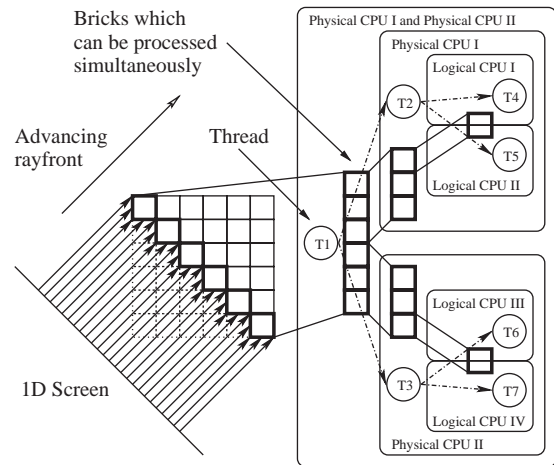 Bricks which
can be processed
simultaneously
Physical CPU I and Physical CPU II
Physical CPU I
Logical CPU I
T2
T4
Advancing
rayfront
Thread
T5
Logical CPU II
T1
Logical CPU III
T6
1D Screen
T3
T7
Logical CPU IV
Physical CPU II